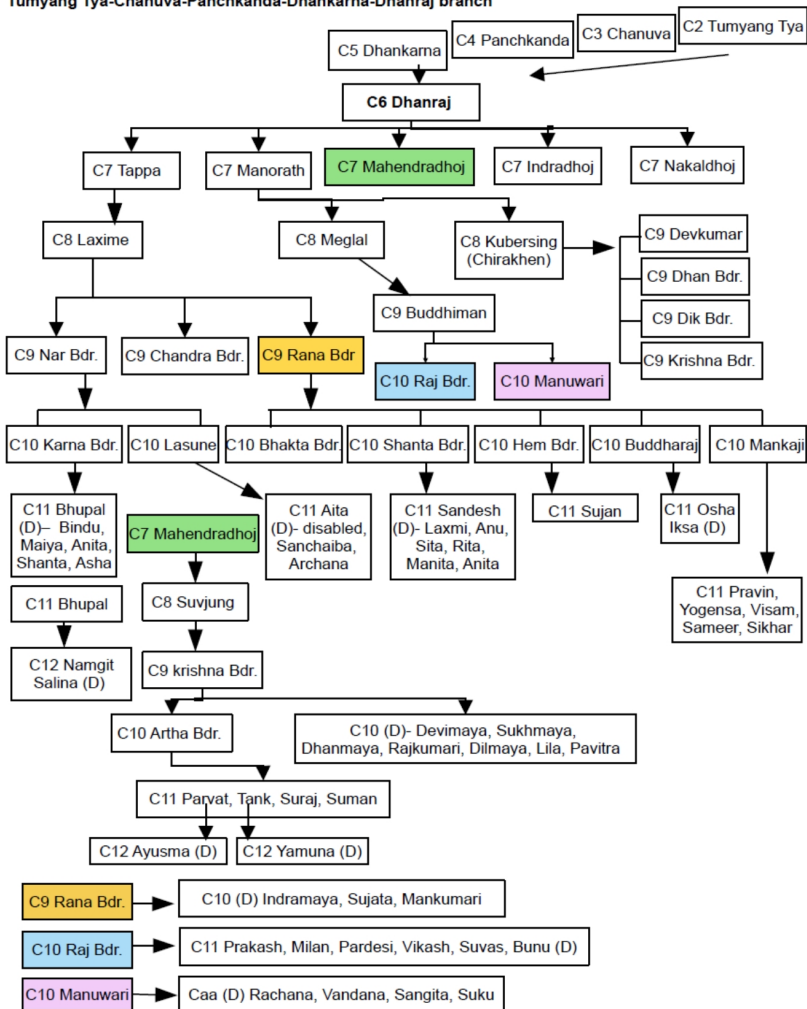 Tumyang Tya-Chanuva-Panchkanda-Dhankarna-Dhanraj branch
C5 Dhankarna
C4 Panchkanda
C3 Chanuva
C2 Tumyang Tya
C6 Dhanraj
C7 Tappa
C7 Manorath
C7 Mahendradhoj
C7 Indradhoj
C7 Nakaldhoj
C8 Laxime
C8 Meglal
C8 Kubersing
(Chirakhen)
C9 Devkumar
C9 Dhan Bdr.
C9 Dik Bdr.
C9 Krishna Bdr.
C9 Buddhiman
C9 Nar Bdr.
C9 Chandra Bdr.
C9 Rana Bdr
C10 Raj Bdr.
C10 Manuwari
C10 Karna Bdr.
C10 Lasune
C10 Bhakta Bdr.
C10 Shanta Bdr.
C10 Hem Bdr.
C10 Buddharaj
C10 Mankaji
C11 Bhupal
(D)– Bindu,
Maiya, Anita,
Shanta, Asha
C7 Mahendradhoj
C11 Aita
(D)- disabled,
Sanchaiba,
Archana
C11 Sandesh
(D)- Laxmi, Anu,
Sita, Rita,
Manita, Anita
C11 Sujan
C11 Osha
Iksa (D)
C11 Pravin,
Yogensa, Visam,
Sameer, Sikhar
C11 Bhupal
C8 Suvjung
C12 Namgit
Salina (D)
C9 krishna Bdr.
C10 Artha Bdr.
C10 (D)- Devimaya, Sukhmaya,
Dhanmaya, Rajkumari, Dilmaya, Lila, Pavitra
C11 Parvat, Tank, Suraj, Suman
C12 Ayusma (D)
C12 Yamuna (D)
C9 Rana Bdr.
C10 (D) Indramaya, Sujata, Mankumari
C10 Raj Bdr.
C11 Prakash, Milan, Pardesi, Vikash, Suvas, Bunu (D)
C10 Manuwari
Caa (D) Rachana, Vandana, Sangita, Suku